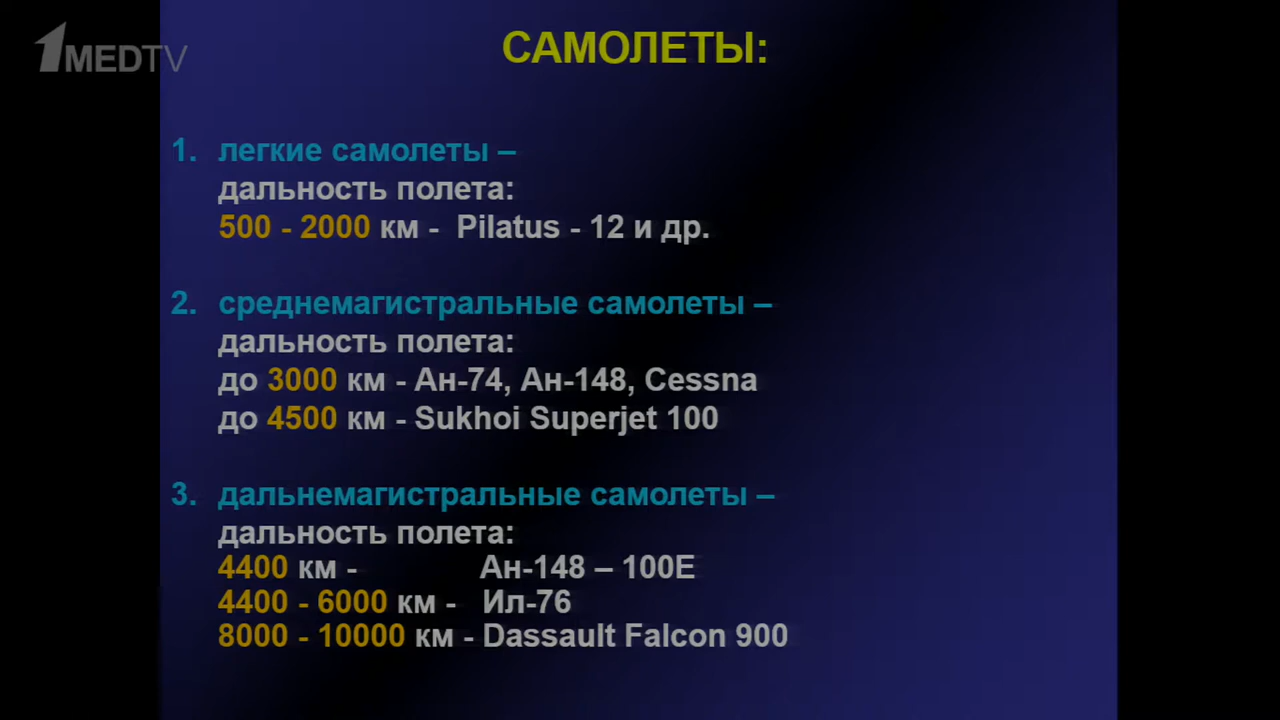 1MEDTV
САМОЛЕТЫ:
1. легкие самолеты –
дальность полета:
500 - 2000 км - Pilatus - 12 и др.
2. среднемагистральные самолеты –
дальность полета:
до 3000 км - Ан-74, Ан-148, Cessna
до 4500 км - Sukhoi Superjet 100
3. дальнемагистральные самолеты –
дальность полета:
4400 км - Ан-148 – 100Е
4400 - 6000 км - Ил-76
8000 - 10000 км - Dassault Falcon 900